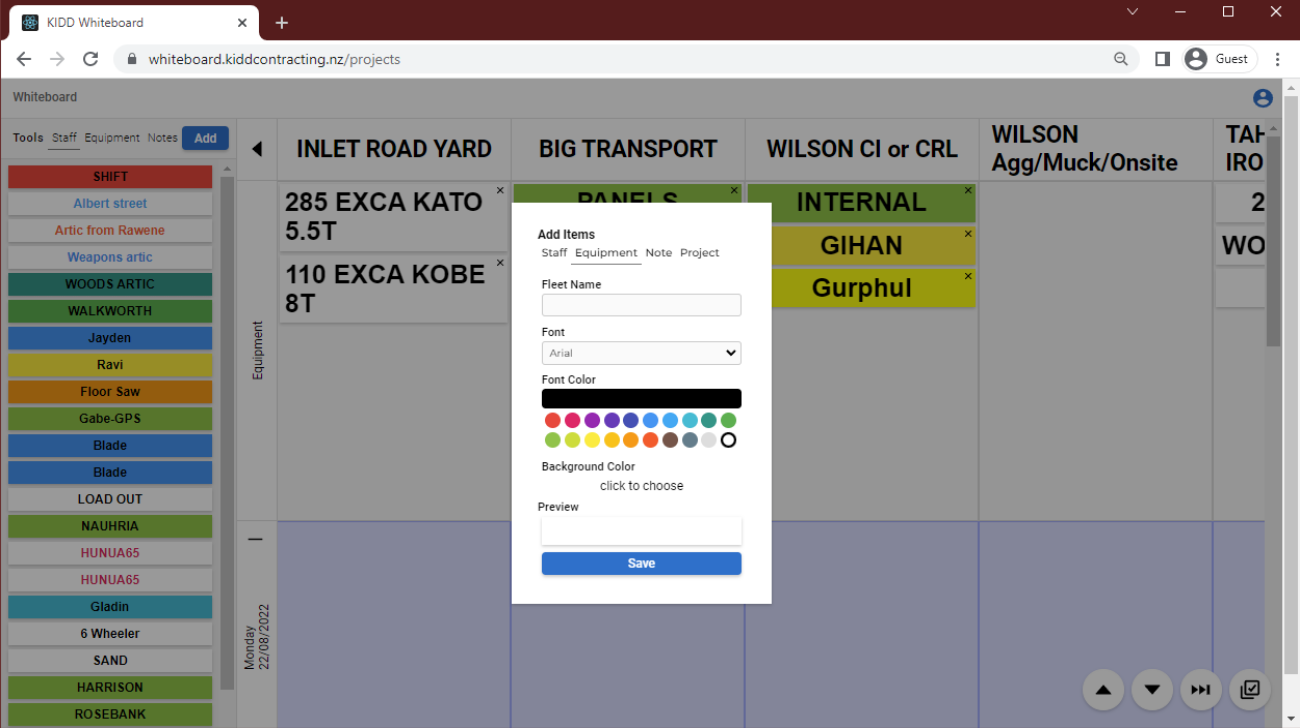 KIDD Whiteboard
whiteboard.kiddcontracting.nz/projects
Guest
Whiteboard
Tools Staff Equipment Notes Add
SHIFT
Albert street
Artic from Rawene
Weapons artic
WOODS ARTIC
WALKWORTH
Jayden
Ravi
Floor Saw
Gabe-GPS
Blade
Blade
LOAD OUT
NAUHRIA
HUNUA65
HUNUA65
Gladin
6 Wheeler
SAND
HARRISON
ROSEBANK
INLET ROAD YARD
BIG TRANSPORT
WILSON CI or CRL
WILSON
Agg/Muck/Onsite
TAH
IRO
Equipment
285 EXCA KATO
5.5T
110 EXCA KOBE
8T
PANELS
INTERNAL
GIHAN
Gurphul
2
WO
Monday
22/08/2022
Add Items
Staff Equipment Note Project
Fleet Name
Font
Arial
Font Color
Background Color
click to choose
Preview
Save